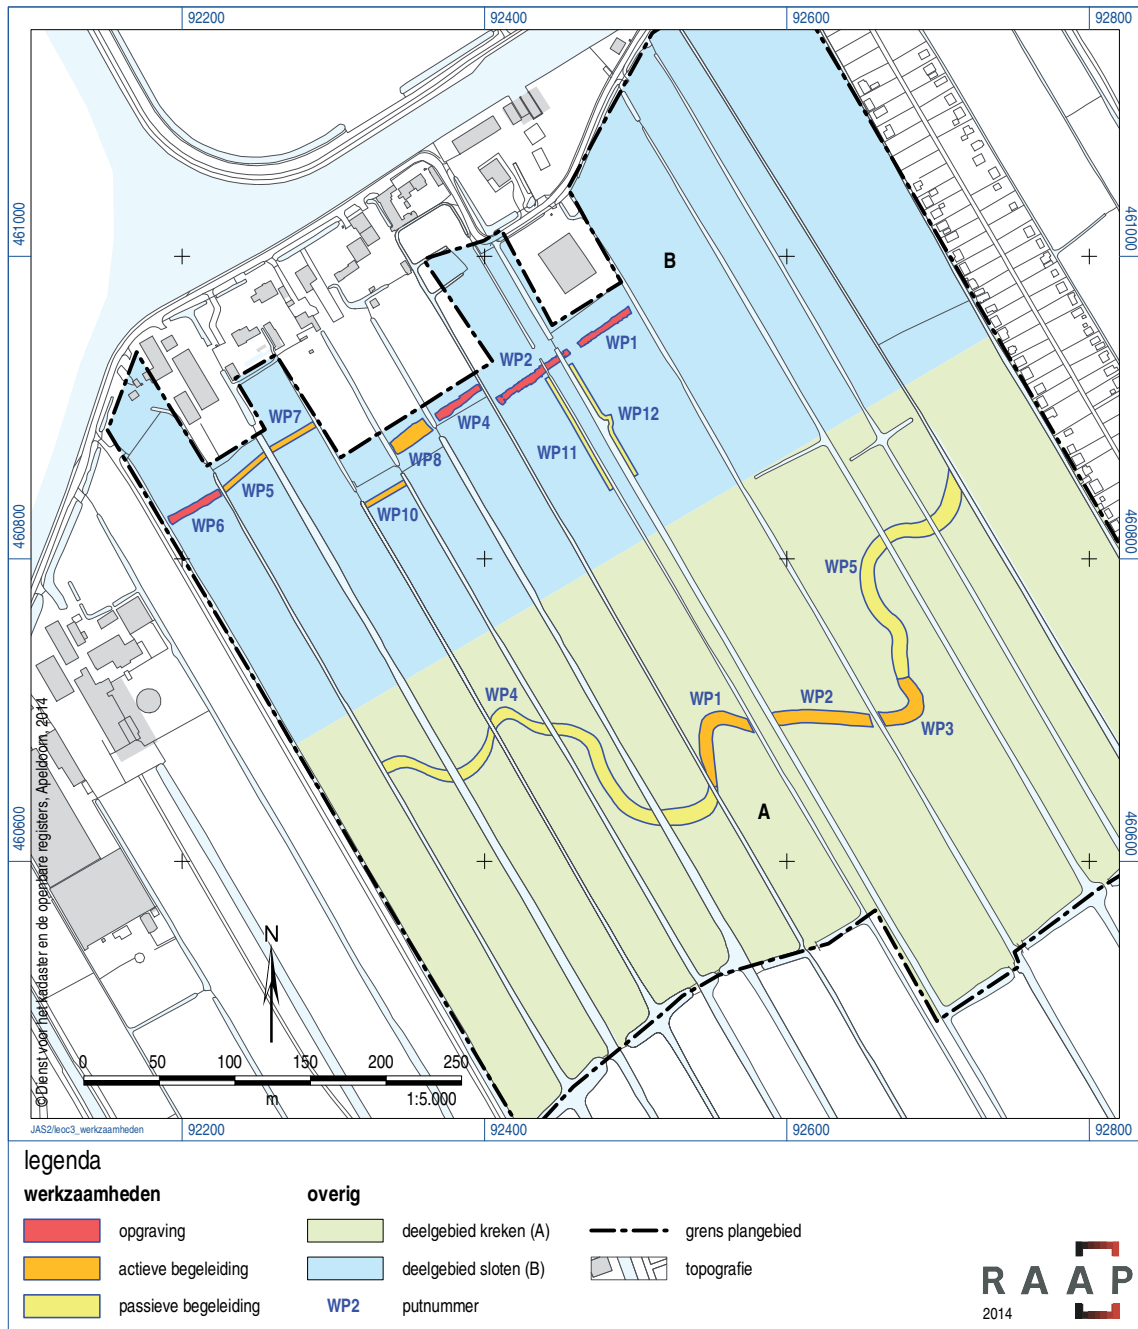 92200 92400 92600 92800
461000 461000
B
WP1
WP2
WP7
WP4
WP12
WP8
WP11
WP5
WP6
WP10
460800 460800
WP5
WP4
WP1
WP2
WP3
A
460600 460600
© Dienst voor het kadaster en de openbare registers, Apeldoorn, 2014
N
0 50 100 150 200 250
m 1:5.000
JAS2/leoc3_werkzaamheden
92200 92400 92600 92800
legenda
werkzaamheden
opgraving
actieve begeleiding
passieve begeleiding
overig
deelgebied kreken (A)
deelgebied sloten (B)
WP2 putnummer
grens plangebied
topografie
RAAP
2014